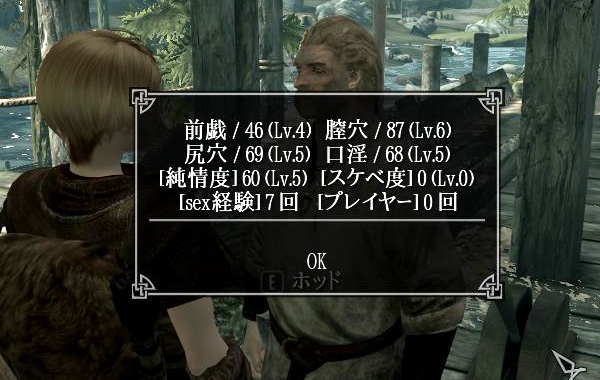 前戯 / 46 (Lv.4) 膣穴 / 87 (Lv.6)
尻穴 / 69 (Lv.5) 口淫 / 68 (Lv.5)
[純情度] 60 (Lv.5) [スケベ度] 0 (Lv.0)
[sex経験] 7 回 [プレイヤー] 0 回
OK
E ホッド